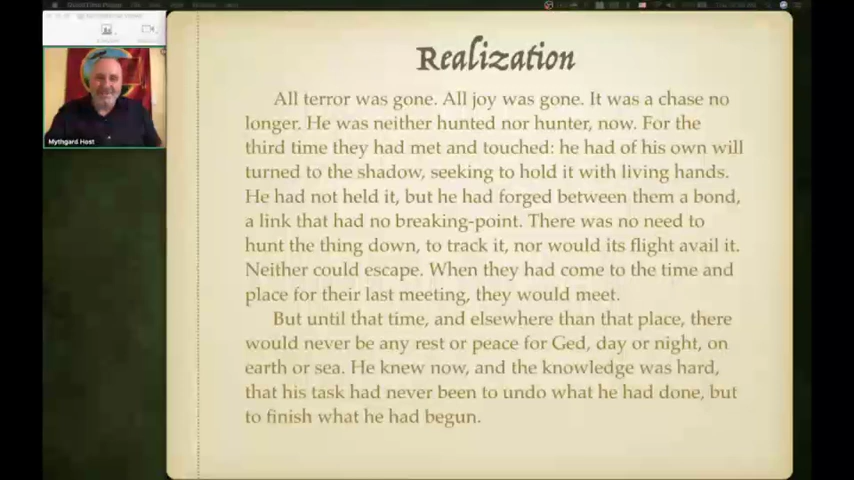 Realization
All terror was gone. All joy was gone. It was a chase no
longer. He was neither hunted nor hunter, now. For the
third time they had met and touched: he had of his own will
turned to the shadow, seeking to hold it with living hands.
He had not held it, but he had forged between them a bond,
a link that had no breaking-point. There was no need to
hunt the thing down, to track it, nor would its flight avail it.
Neither could escape. When they had come to the time and
place for their last meeting, they would meet.
But until that time, and elsewhere than that place, there
would never be any rest or peace for Ged, day or night, on
earth or sea. He knew now, and the knowledge was hard,
that his task had never been to undo what he had done, but
to finish what he had begun.
Mythgard Host